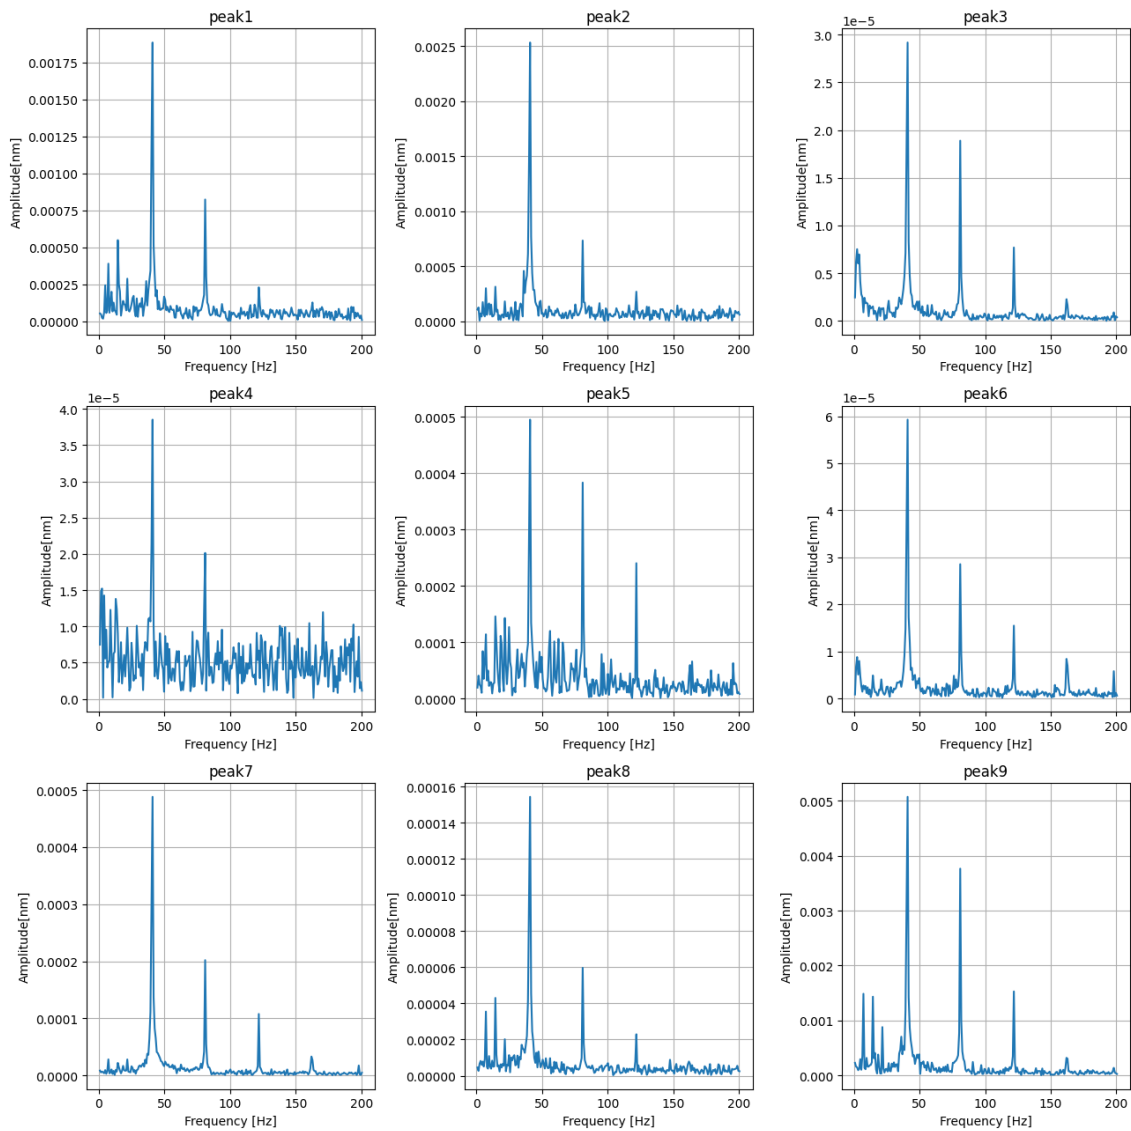 peak1
Amplitude[nm]
0.00175
0.00150
0.00125
0.00100
0.00075
0.00050
0.00025
0.00000
0 50 100 150 200
Frequency [Hz]
peak2
Amplitude[nm]
0.0025
0.0020
0.0015
0.0010
0.0005
0.0000
0 50 100 150 200
Frequency [Hz]
peak3
1e−5
Amplitude[nm]
3.0
2.5
2.0
1.5
1.0
0.5
0.0
0 50 100 150 200
Frequency [Hz]
peak4
1e−5
Amplitude[nm]
4.0
3.5
3.0
2.5
2.0
1.5
1.0
0.5
0.0
0 50 100 150 200
Frequency [Hz]
peak5
Amplitude[nm]
0.0005
0.0004
0.0003
0.0002
0.0001
0.0000
0 50 100 150 200
Frequency [Hz]
peak6
1e−5
Amplitude[nm]
6
5
4
3
2
1
0
0 50 100 150 200
Frequency [Hz]
peak7
Amplitude[nm]
0.0005
0.0004
0.0003
0.0002
0.0001
0.0000
0 50 100 150 200
Frequency [Hz]
peak8
Amplitude[nm]
0.00016
0.00014
0.00012
0.00010
0.00008
0.00006
0.00004
0.00002
0.00000
0 50 100 150 200
Frequency [Hz]
peak9
Amplitude[nm]
0.005
0.004
0.003
0.002
0.001
0.000
0 50 100 150 200
Frequency [Hz]